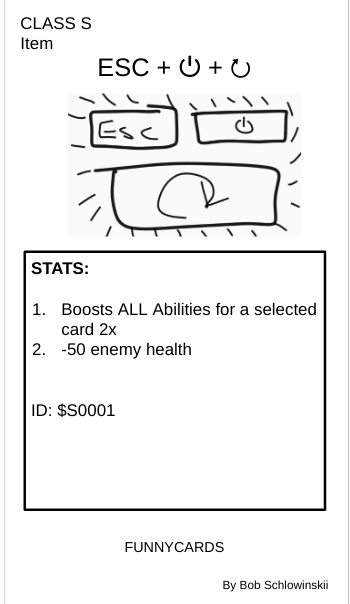 CLASS S
Item
ESC + ⏻ + ↻
Esc
STATS:
1. Boosts ALL Abilities for a selected
card 2x
2. -50 enemy health
ID: $S0001
FUNNYCARDS
By Bob Schlowinskii